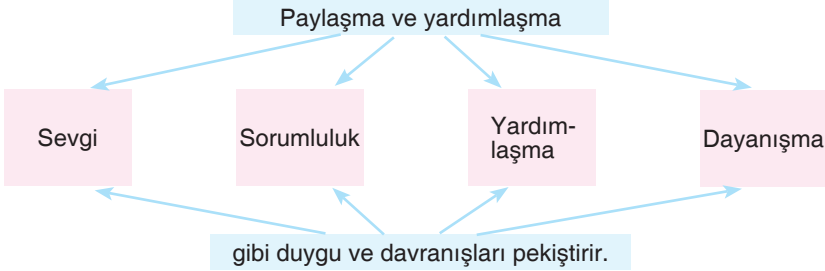 Paylaşma ve yardımlaşma
Sevgi
Sorumluluk
Yardım-
laşma
Dayanışma
gibi duygu ve davranışları pekiştirir.